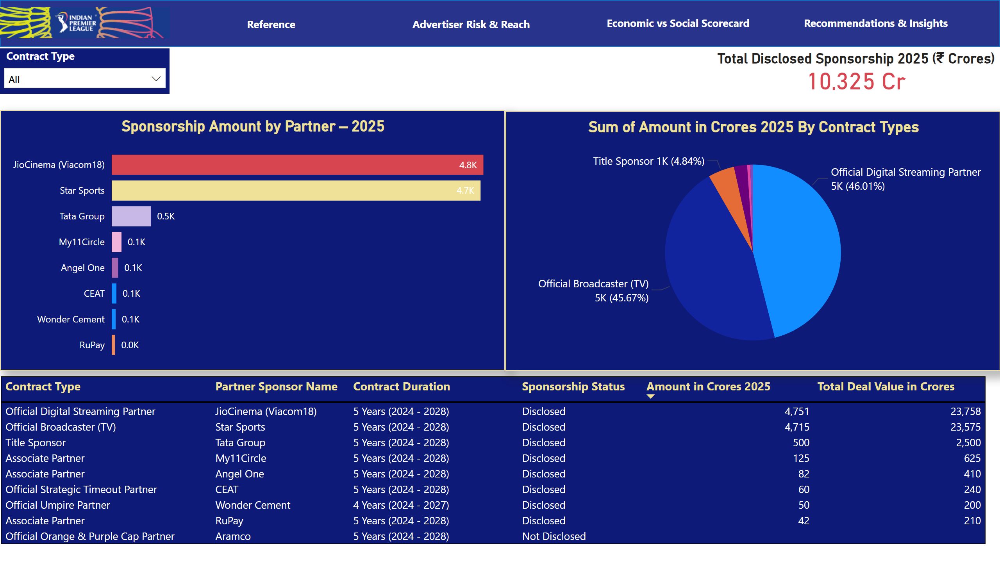 INDIAN
PREMIER
LEAGUE
Reference
Advertiser Risk & Reach
Economic vs Social Scorecard
Recommendations & Insights
Contract Type
All
Total Disclosed Sponsorship 2025 (₹ Crores)
10,325 Cr
Sponsorship Amount by Partner – 2025
JioCinema (Viacom18) 4.8K
Star Sports 4.7K
Tata Group 0.5K
My11Circle 0.1K
Angel One 0.1K
CEAT 0.1K
Wonder Cement 0.1K
RuPay 0.0K
Sum of Amount in Crores 2025 By Contract Types
Title Sponsor 1K (4.84%)
Official Digital Streaming Partner
5K (46.01%)
Official Broadcaster (TV)
5K (45.67%)
Contract Type Partner Sponsor Name Contract Duration Sponsorship Status Amount in Crores 2025 Total Deal Value in Crores
Official Digital Streaming Partner JioCinema (Viacom18) 5 Years (2024 - 2028) Disclosed 4,751 23,758
Official Broadcaster (TV) Star Sports 5 Years (2024 - 2028) Disclosed 4,715 23,575
Title Sponsor Tata Group 5 Years (2024 - 2028) Disclosed 500 2,500
Associate Partner My11Circle 5 Years (2024 - 2028) Disclosed 125 625
Associate Partner Angel One 5 Years (2024 - 2028) Disclosed 82 410
Official Strategic Timeout Partner CEAT 5 Years (2024 - 2028) Disclosed 60 240
Official Umpire Partner Wonder Cement 4 Years (2024 - 2027) Disclosed 50 200
Associate Partner RuPay 5 Years (2024 - 2028) Disclosed 42 210
Official Orange & Purple Cap Partner Aramco 5 Years (2024 - 2028) Not Disclosed